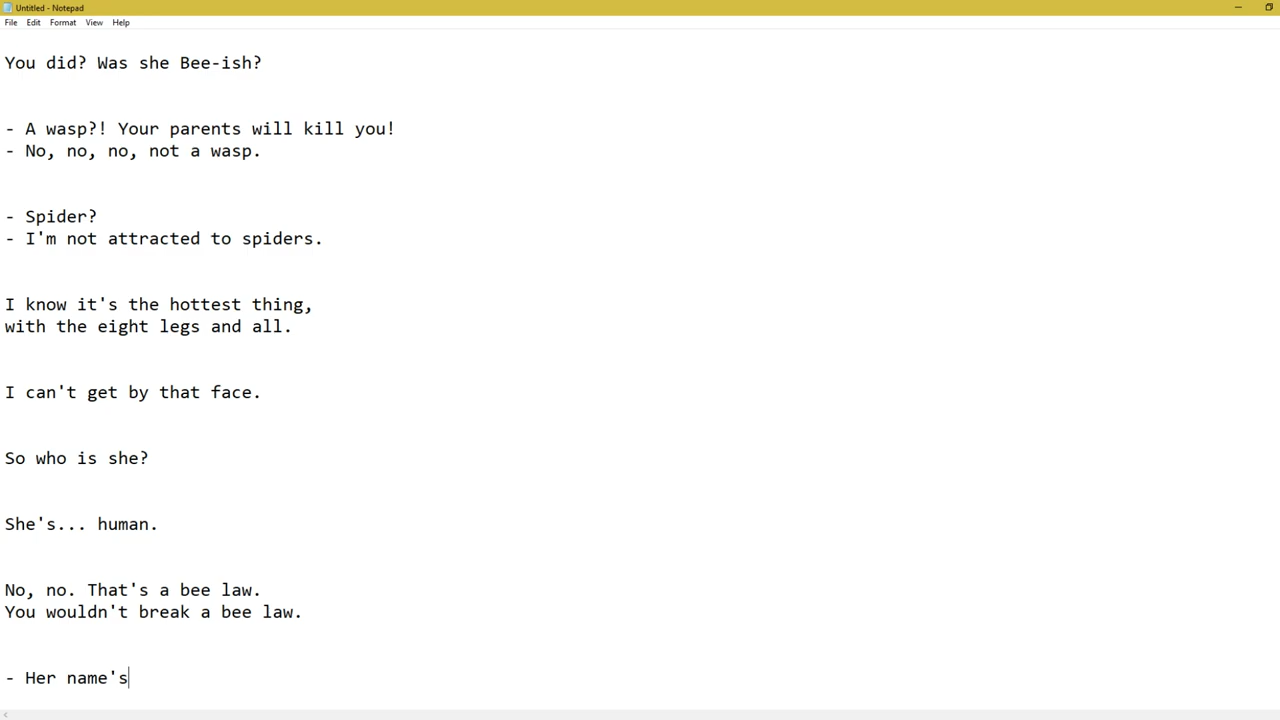 Untitled - Notepad
File Edit Format View Help
You did? Was she Bee-ish?
- A wasp?! Your parents will kill you!
- No, no, no, not a wasp.
- Spider?
- I'm not attracted to spiders.
I know it's the hottest thing,
with the eight legs and all.
I can't get by that face.
So who is she?
She's... human.
No, no. That's a bee law.
You wouldn't break a bee law.
- Her name's